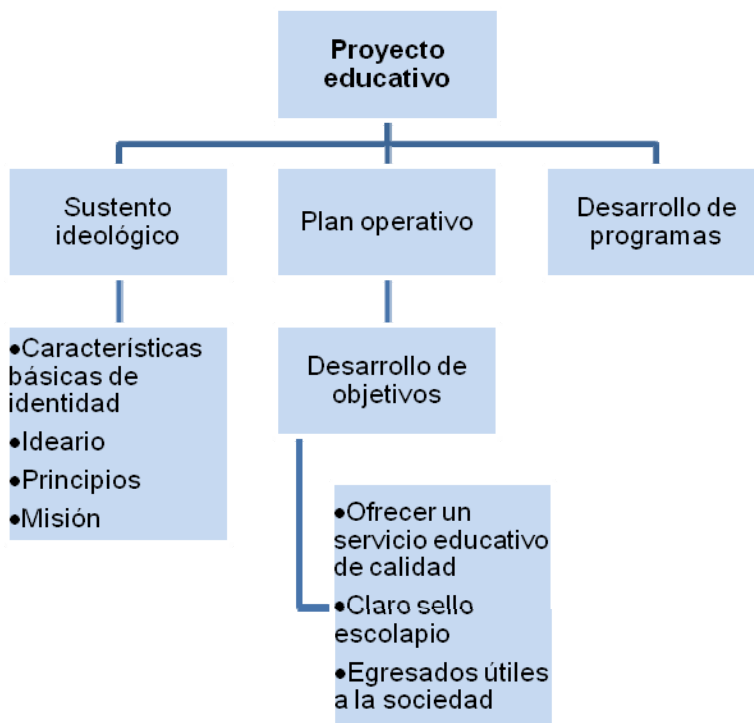 Proyecto
educativo
Sustento
ideológico
Plan operativo
Desarrollo de
programas
•Características
básicas de
identidad
•Ideario
•Principios
•Misión
Desarrollo de
objetivos
•Ofrecer un
servicio educativo
de calidad
•Claro sello
escolapio
•Egresados útiles
a la sociedad